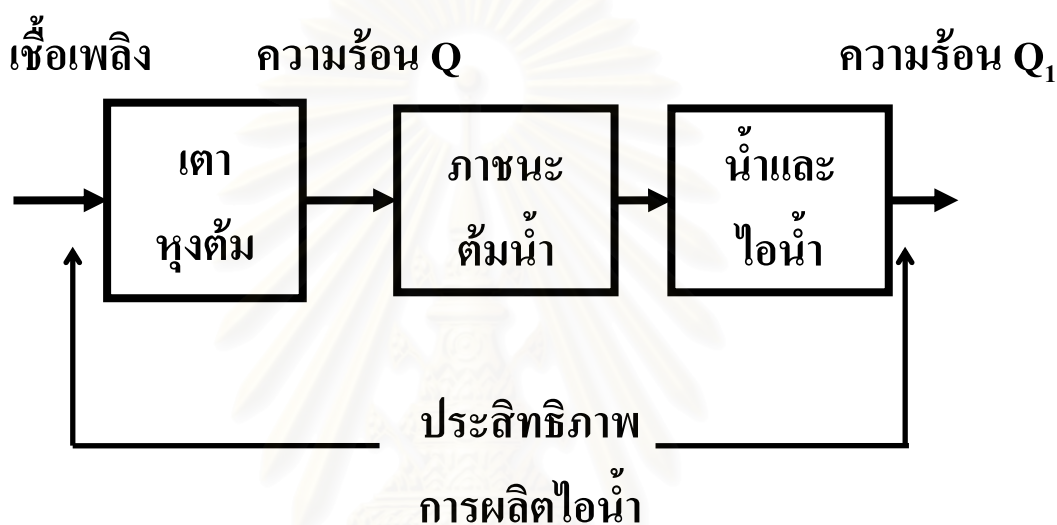 เชื้อเพลิง
ความร้อน Q
ความร้อน Q₁
เตา
หุงต้ม
ภาชนะ
ต้มน้ำ
น้ำและ
ไอน้ำ
ประสิทธิภาพ
การผลิตไอน้ำ